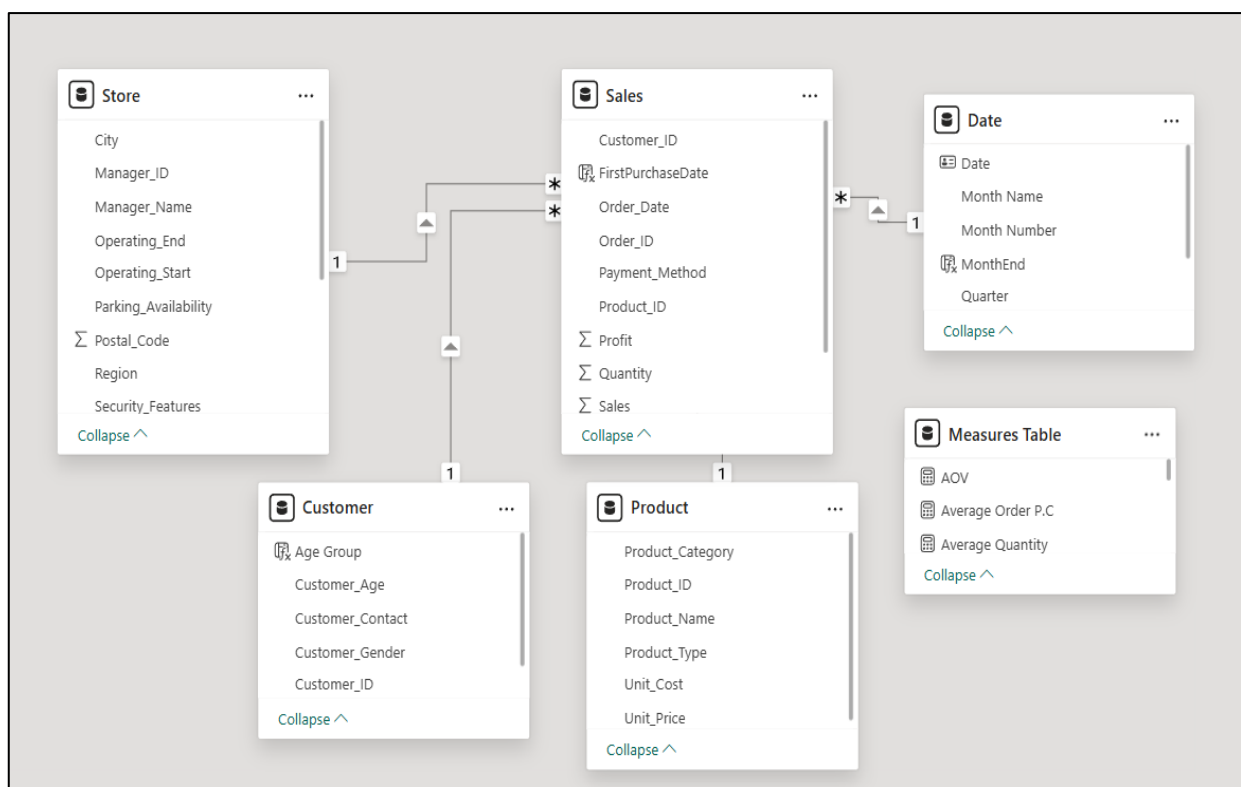 Store
...
City
Manager_ID
Manager_Name
Operating_End
Operating_Start
Parking_Availability
Σ Postal_Code
Region
Security_Features
Collapse
1
Sales
...
Customer_ID
FirstPurchaseDate
Order_Date
Order_ID
Payment_Method
Product_ID
Σ Profit
Σ Quantity
Σ Sales
Collapse
*
*
*
Date
...
Date
Month Name
Month Number
MonthEnd
Quarter
Collapse
1
Measures Table
...
AOV
Average Order P.C
Average Quantity
Collapse
1
Customer
...
Age Group
Customer_Age
Customer_Contact
Customer_Gender
Customer_ID
Collapse
1
Product
...
Product_Category
Product_ID
Product_Name
Product_Type
Unit_Cost
Unit_Price
Collapse